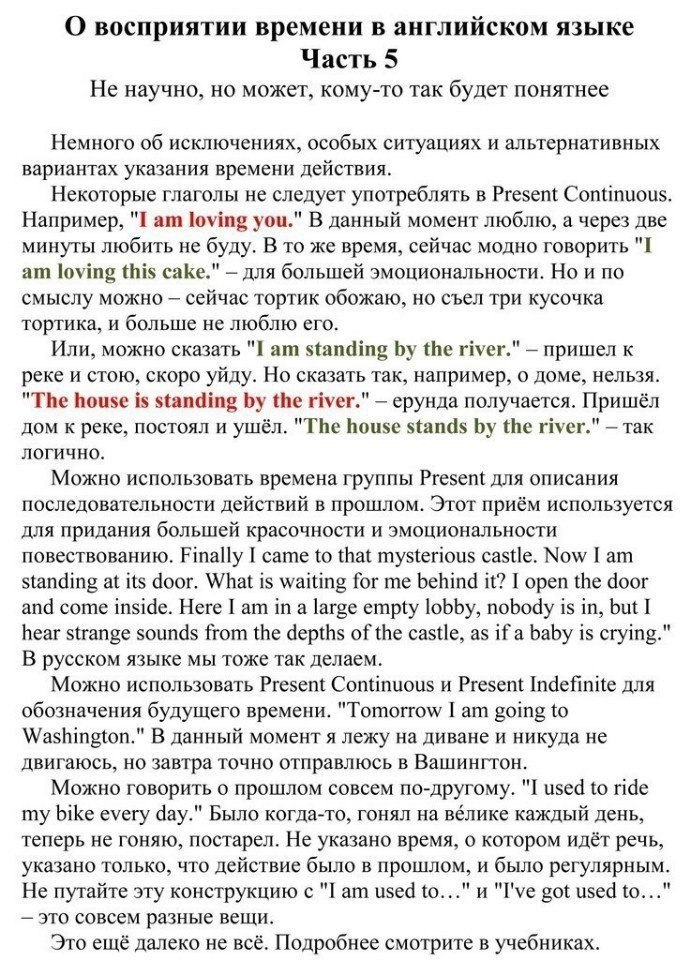 О восприятии времени в английском языке
Часть 5
Не научно, но может, кому-то так будет понятнее
Немного об исключениях, особых ситуациях и альтернативных
вариантах указания времени действия.
Некоторые глаголы не следует употреблять в Present Continuous.
Например, "I am loving you." В данный момент люблю, а через две
минуты любить не буду. В то же время, сейчас модно говорить "I
am loving this cake." – для большей эмоциональности. Но и по
смыслу можно – сейчас тортик обожаю, но съел три кусочка
тортика, и больше не люблю его.
Или, можно сказать "I am standing by the river." – пришел к
реке и стою, скоро уйду. Но сказать так, например, о доме, нельзя.
"The house is standing by the river." – ерунда получается. Пришёл
дом к реке, постоял и ушёл. "The house stands by the river." – так
логично.
Можно использовать времена группы Present для описания
последовательности действий в прошлом. Этот приём используется
для придания большей красочности и эмоциональности
повествованию. Finally I came to that mysterious castle. Now I am
standing at its door. What is waiting for me behind it? I open the door
and come inside. Here I am in a large empty lobby, nobody is in, but I
hear strange sounds from the depths of the castle, as if a baby is crying."
В русском языке мы тоже так делаем.
Можно использовать Present Continuous и Present Indefinite для
обозначения будущего времени. "Tomorrow I am going to
Washington." В данный момент я лежу на диване и никуда не
двигаюсь, но завтра точно отправлюсь в Вашингтон.
Можно говорить о прошлом совсем по-другому. "I used to ride
my bike every day." Было когда-то, гонял на ве́лике каждый день,
теперь не гоняю, постарел. Не указано время, о котором идёт речь,
указано только, что действие было в прошлом, и было регулярным.
Не путайте эту конструкцию с "I am used to…" и "I've got used to…"
– это совсем разные вещи.
Это ещё далеко не всё. Подробнее смотрите в учебниках.